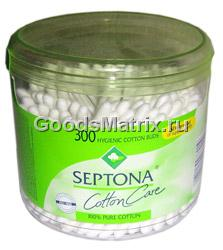 300 HYGIENIC COTTON BUDS
GoodsMatrix.ru
SEPTONA
Cotton Care
100% PURE COTTON